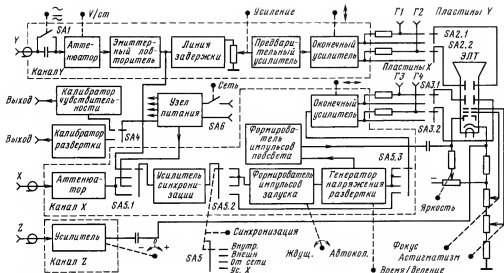 SA1
V/ст
Усиление
Г1
Г2
Пластины Y
Y
Аттенюатор
Эмиттерный повторитель
Линия задержки
Предварительный усилитель
Оконечный усилитель
SA2.1
SA2.2
Канал Y
Пластины X
ЭЛТ
Г3
Г4
Выход
Калибратор чувствительности
Узел питания
Сеть
SA6
Оконечный усилитель
SA3.1
SA4
Выход
Калибратор развертки
Формирователь импульсов подсвета
SA3.2
SA5.3
X
Аттенюатор
Усилитель синхронизации
Формирователь импульсов запуска
Генератор напряжения развертки
Канал X
SA5.1
SA5.2
Яркость
Z
Усилитель
Синхронизация
Канал Z
SA5
Внутр.
Внешн
От сети
Ус. X
Ждущ.
Автокол.
Фокус
Астигматизм
Время/деление